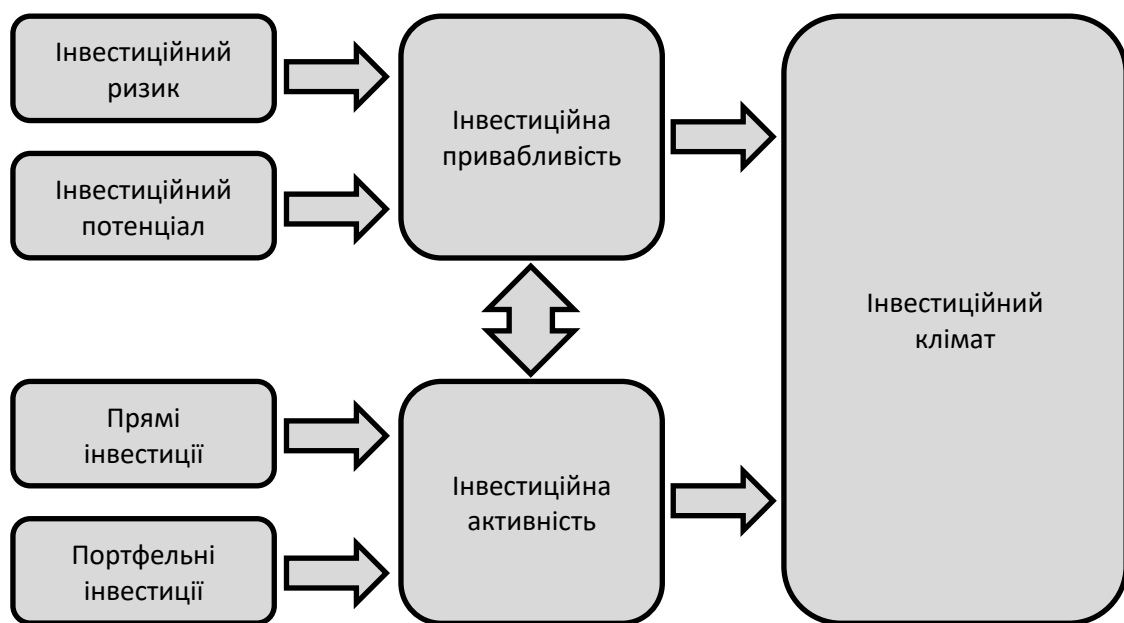 Інвестиційний
ризик
Інвестиційний
потенціал
Інвестиційна
привабливість
Прямі
інвестиції
Портфельні
інвестиції
Інвестиційна
активність
Інвестиційний
клімат